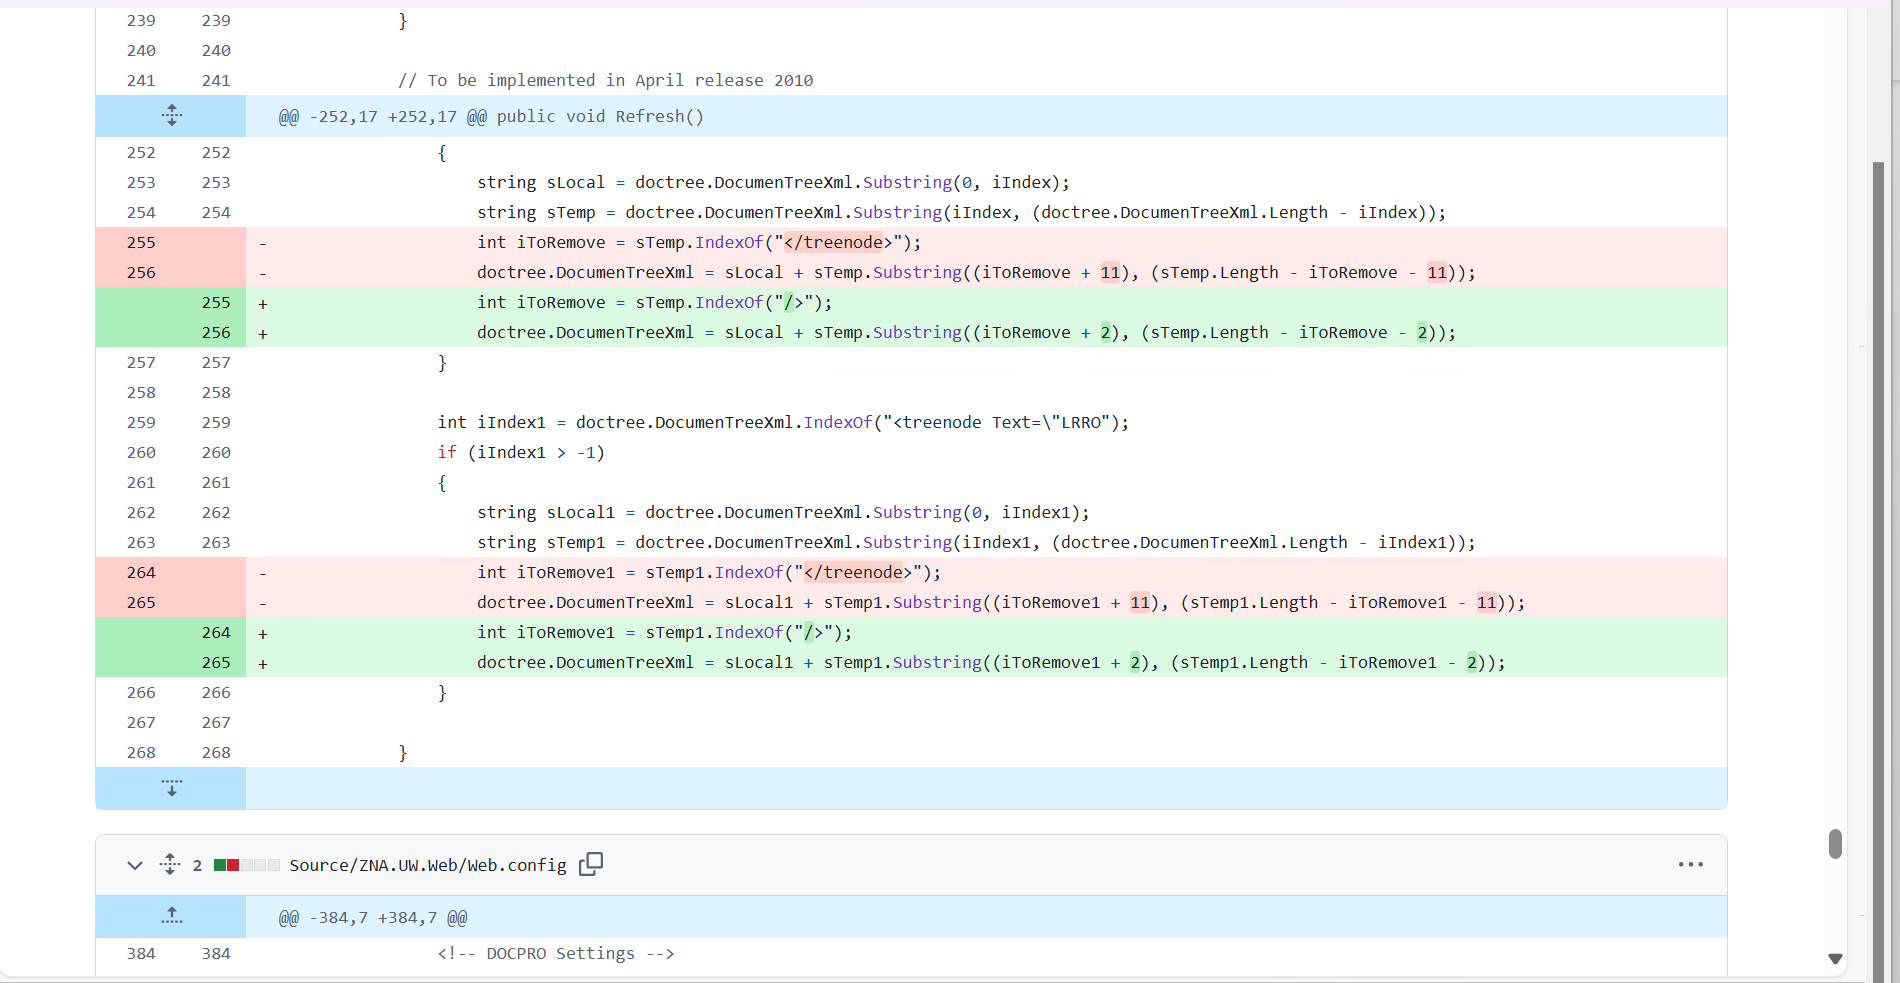 239 239 }
240 240
241 241 // To be implemented in April release 2010
@@ -252,17 +252,17 @@ public void Refresh()
252 252 {
253 253 string sLocal = doctree.DocumenTreeXml.Substring(0, iIndex);
254 254 string sTemp = doctree.DocumenTreeXml.Substring(iIndex, (doctree.DocumenTreeXml.Length - iIndex));
255 - int iToRemove = sTemp.IndexOf("</treenode>");
256 - doctree.DocumenTreeXml = sLocal + sTemp.Substring((iToRemove + 11), (sTemp.Length - iToRemove - 11));
255 + int iToRemove = sTemp.IndexOf("/>");
256 + doctree.DocumenTreeXml = sLocal + sTemp.Substring((iToRemove + 2), (sTemp.Length - iToRemove - 2));
257 257 }
258 258
259 259 int iIndex1 = doctree.DocumenTreeXml.IndexOf("<treenode Text=\"LRRO");
260 260 if (iIndex1 > -1)
261 261 {
262 262 string sLocal1 = doctree.DocumenTreeXml.Substring(0, iIndex1);
263 263 string sTemp1 = doctree.DocumenTreeXml.Substring(iIndex1, (doctree.DocumenTreeXml.Length - iIndex1));
264 - int iToRemove1 = sTemp1.IndexOf("</treenode>");
265 - doctree.DocumenTreeXml = sLocal1 + sTemp1.Substring((iToRemove1 + 11), (sTemp1.Length - iToRemove1 - 11));
264 + int iToRemove1 = sTemp1.IndexOf("/>");
265 + doctree.DocumenTreeXml = sLocal1 + sTemp1.Substring((iToRemove1 + 2), (sTemp1.Length - iToRemove1 - 2));
266 266 }
267 267
268 268 }
2 Source/ZNA.UW.Web/Web.config
@@ -384,7 +384,7 @@
384 384 <!-- DOCPRO Settings -->